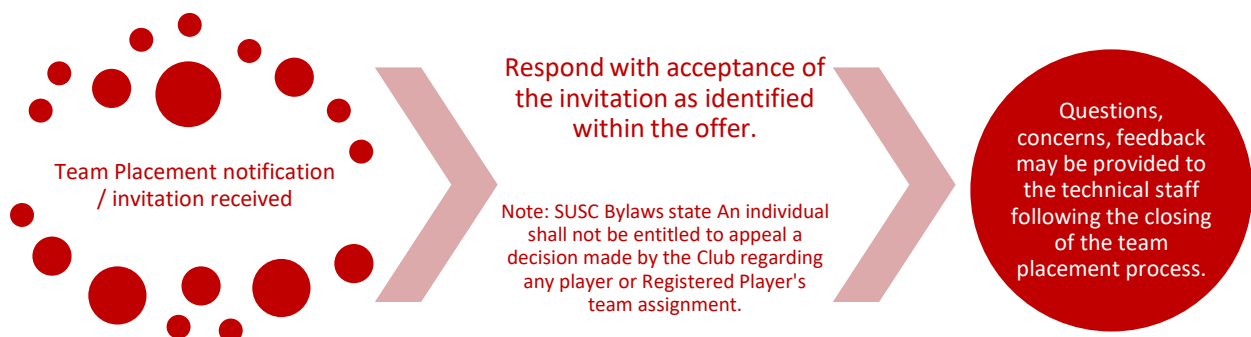 Team Placement notification
/ invitation received
Respond with acceptance of
the invitation as identified
within the offer.
Note: SUSC Bylaws state An individual
shall not be entitled to appeal a
decision made by the Club regarding
any player or Registered Player's
team assignment.
Questions,
concerns, feedback
may be provided to
the technical staff
following the closing
of the team
placement process.